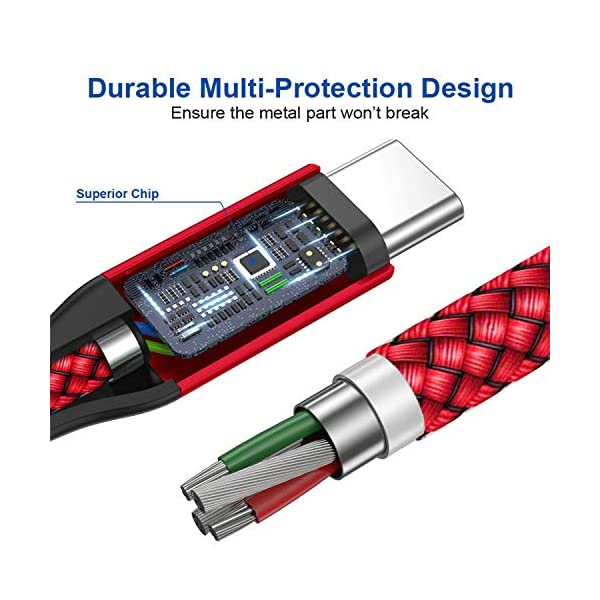 Durable Multi-Protection Design
Ensure the metal part won't break
Superior Chip